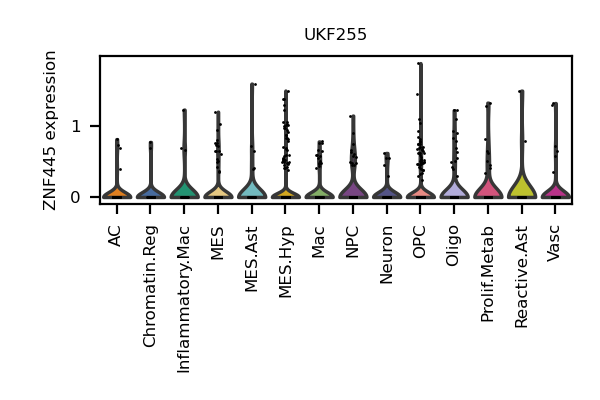 UKF255
ZNF445 expression
1
0
AC
Chromatin.Reg
Inflammatory.Mac
MES
MES.Ast
MES.Hyp
Mac
NPC
Neuron
OPC
Oligo
Prolif.Metab
Reactive.Ast
Vasc